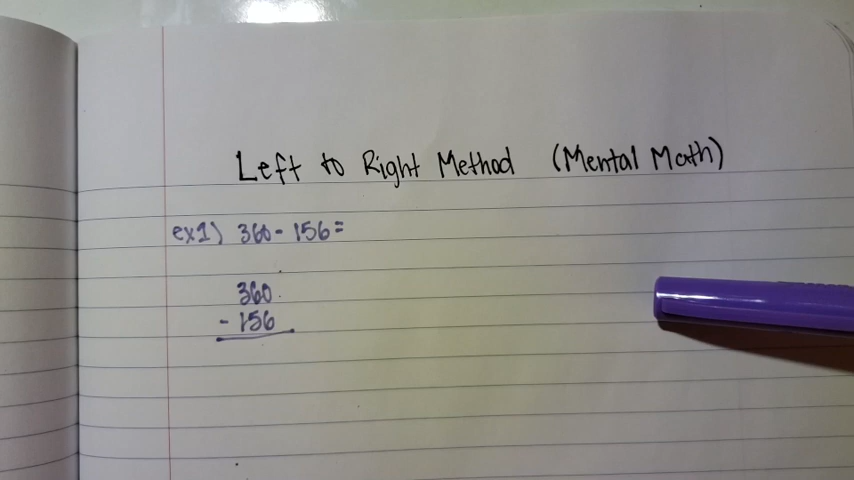 Left to Right Method (Mental Math)
ex1) 360 - 156 =
360
- 156